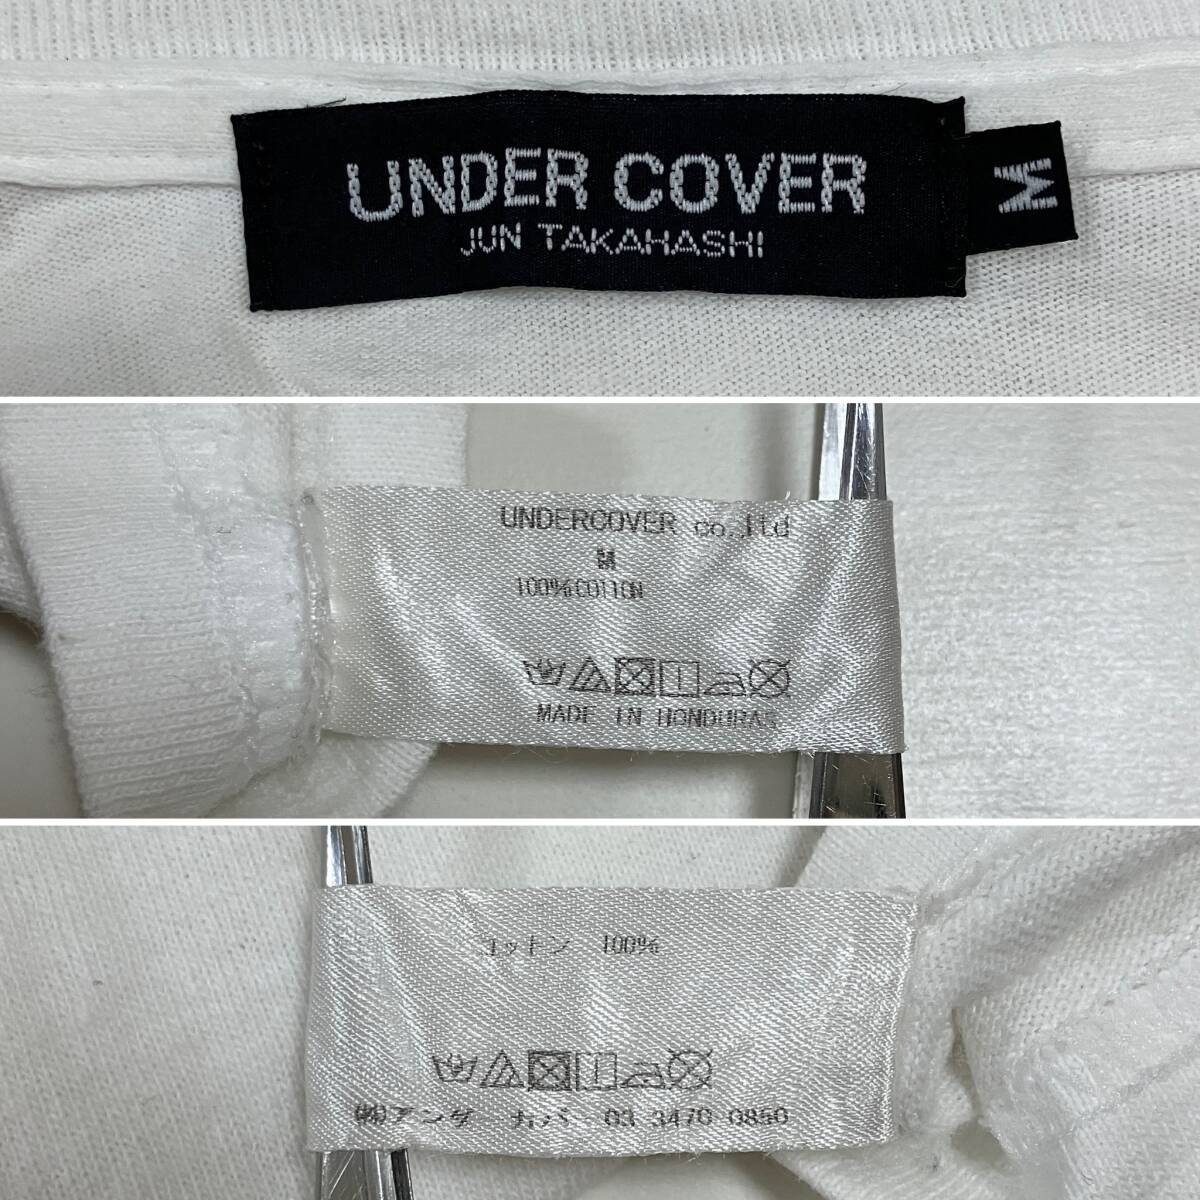 UNDER COVER
JUN TAKAHASHI
M
UNDERCOVER co.,ltd
M
100%COTTON
MADE IN HONDURAS
コットン 100%
㈱アンダーカバー 03 3470 0850